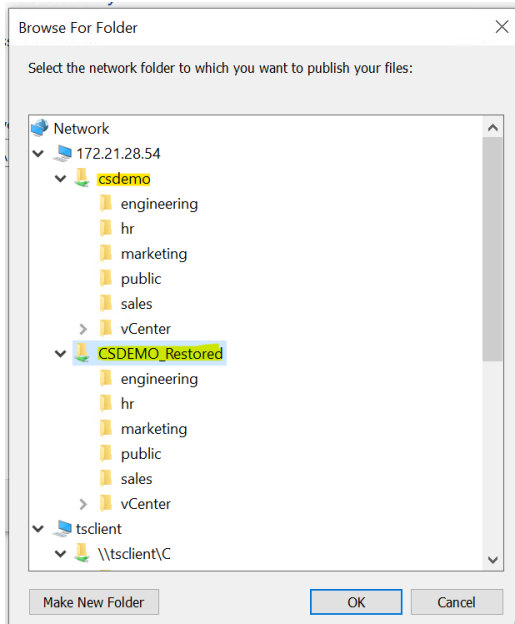 Browse For Folder
Select the network folder to which you want to publish your files:
Network
172.21.28.54
csdemo
engineering
hr
marketing
public
sales
vCenter
CSDEMO_Restored
engineering
hr
marketing
public
sales
vCenter
tsclient
\\tsclient\C
Make New Folder
OK
Cancel